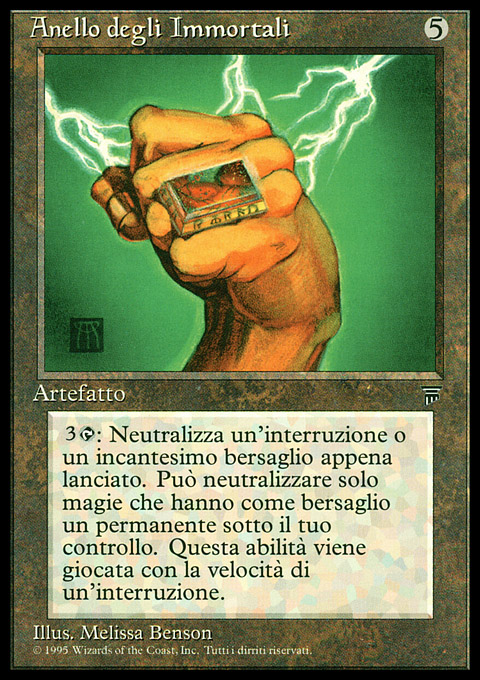 Anello degli Immortali 5
Artefatto
3 : Neutralizza un'interruzione o
un incantesimo bersaglio appena
lanciato. Può neutralizzare solo
magie che hanno come bersaglio
un permanente sotto il tuo
controllo. Questa abilità viene
giocata con la velocità di
un'interruzione.
Illus. Melissa Benson
© 1995 Wizards of the Coast, Inc. Tutti i dirriti riservati.